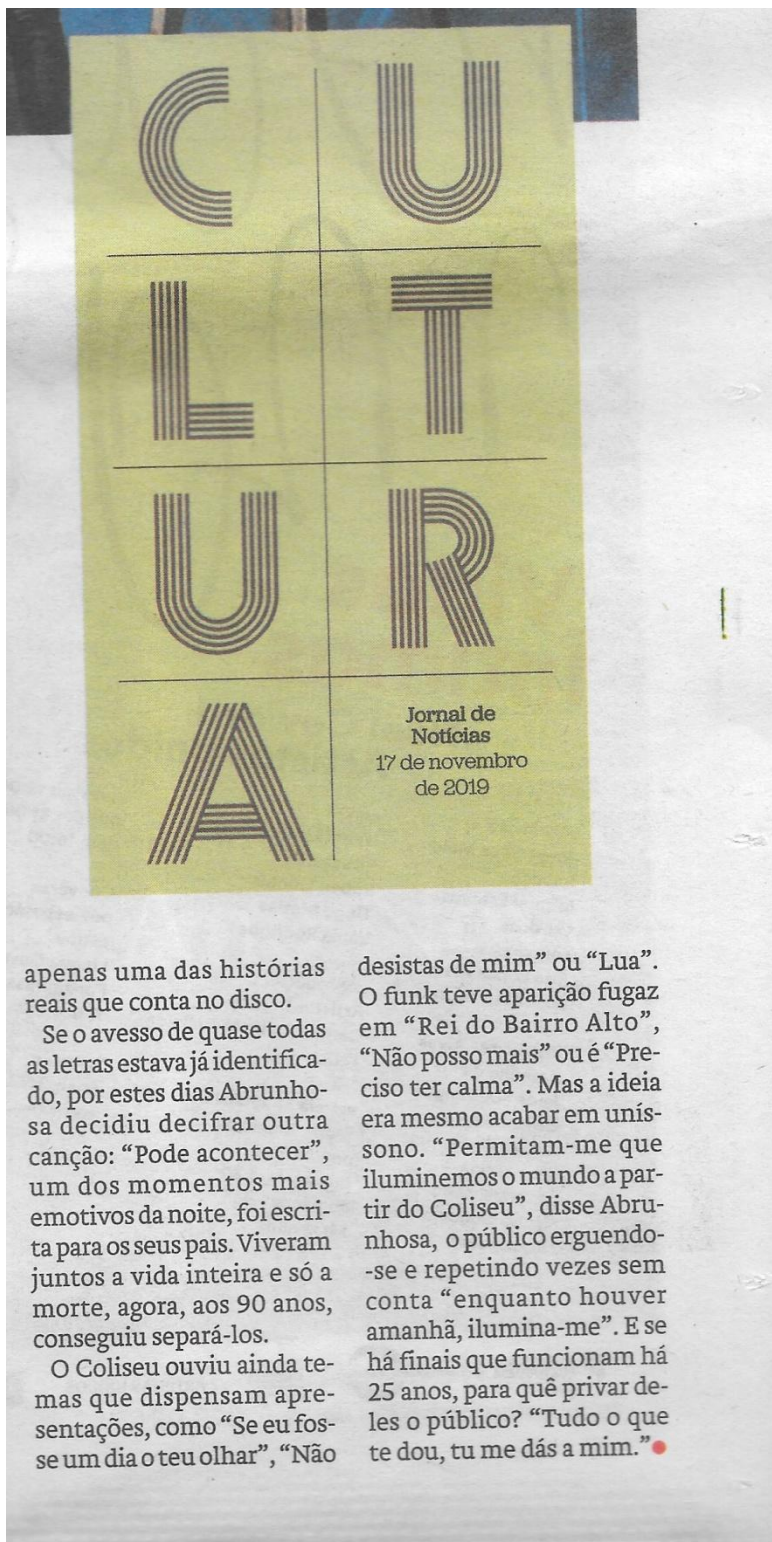 CULTURA
Jornal de
Notícias
17 de novembro
de 2019
apenas uma das histórias
reais que conta no disco.
Se o avesso de quase todas
as letras estava já identifica-
do, por estes dias Abrunho-
sa decidiu decifrar outra
canção: “Pode acontecer”,
um dos momentos mais
emotivos da noite, foi escri-
ta para os seus pais. Viveram
juntos a vida inteira e só a
morte, agora, aos 90 anos,
conseguiu separá-los.
O Coliseu ouviu ainda te-
mas que dispensam apre-
sentações, como “Se eu fos-
se um dia o teu olhar”, “Não
desistas de mim” ou “Lua”.
O funk teve aparição fugaz
em “Rei do Bairro Alto”,
“Não posso mais” ou é “Pre-
ciso ter calma”. Mas a ideia
era mesmo acabar em unís-
sono. “Permitam-me que
iluminemos o mundo a par-
tir do Coliseu”, disse Abru-
nhosa, o público erguendo-
-se e repetindo vezes sem
conta “enquanto houver
amanhã, ilumina-me”. E se
há finais que funcionam há
25 anos, para quê privar de-
les o público? “Tudo o que
te dou, tu me dás a mim.”